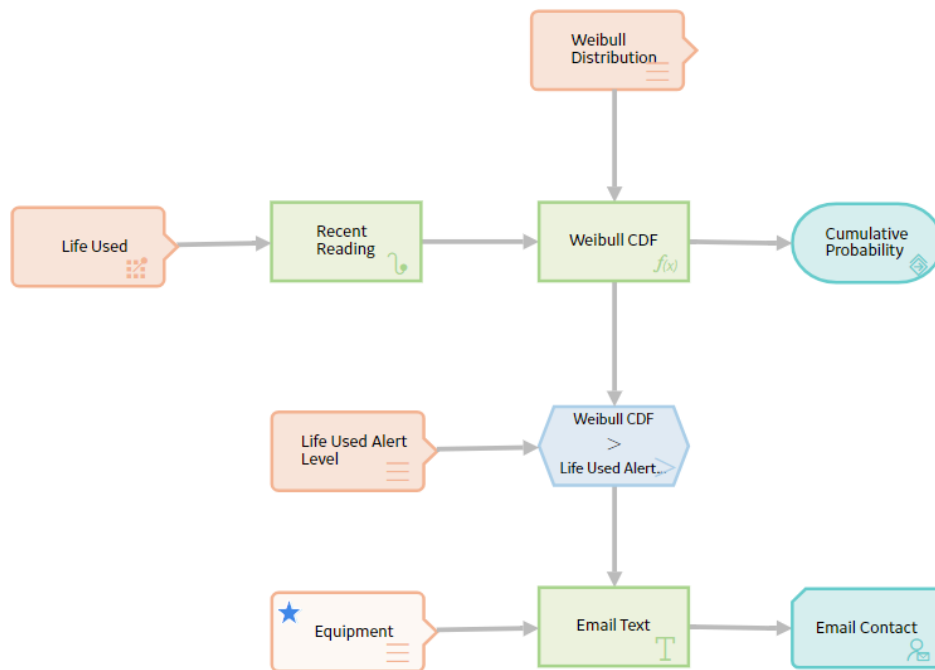 Weibull
Distribution
Life Used
Recent
Reading
Weibull CDF
f(x)
Cumulative
Probability
Life Used Alert
Level
Weibull CDF
>
Life Used Alert...
Equipment
Email Text
T
Email Contact